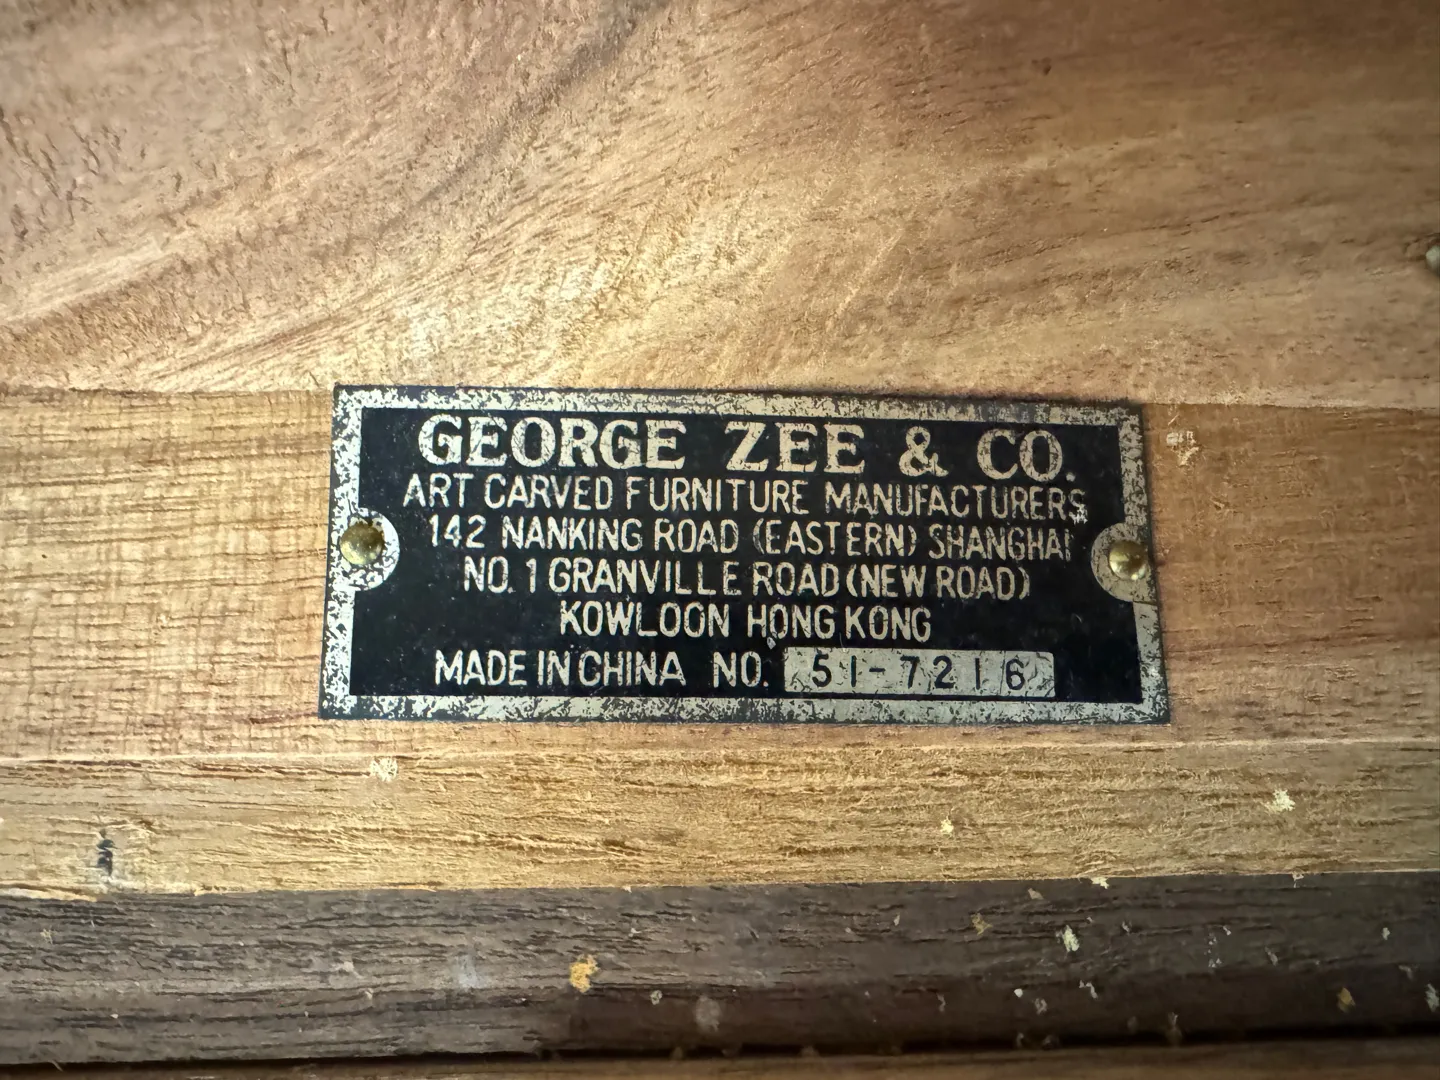 GEORGE ZEE & CO.
ART CARVED FURNITURE MANUFACTURERS
142 NANKING ROAD (EASTERN) SHANGHAI
NO. 1 GRANVILLE ROAD (NEW ROAD)
KOWLOON HONG KONG
MADE IN CHINA NO. 51-7216